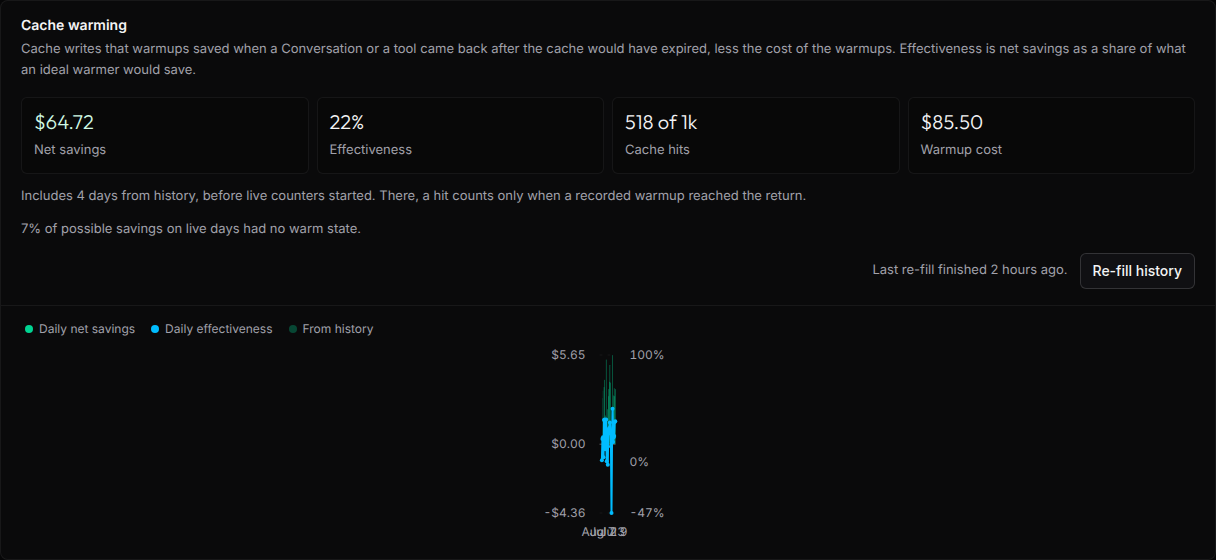 Cache warming
Cache writes that warmups saved when a Conversation or a tool came back after the cache would have expired, less the cost of the warmups. Effectiveness is net savings as a share of what
an ideal warmer would save.
$64.72
Net savings
22%
Effectiveness
518 of 1k
Cache hits
$85.50
Warmup cost
Includes 4 days from history, before live counters started. There, a hit counts only when a recorded warmup reached the return.
7% of possible savings on live days had no warm state.
Last re-fill finished 2 hours ago.
Re-fill history
Daily net savings
Daily effectiveness
From history
$5.65
100%
$0.00
0%
-$4.36
-47%